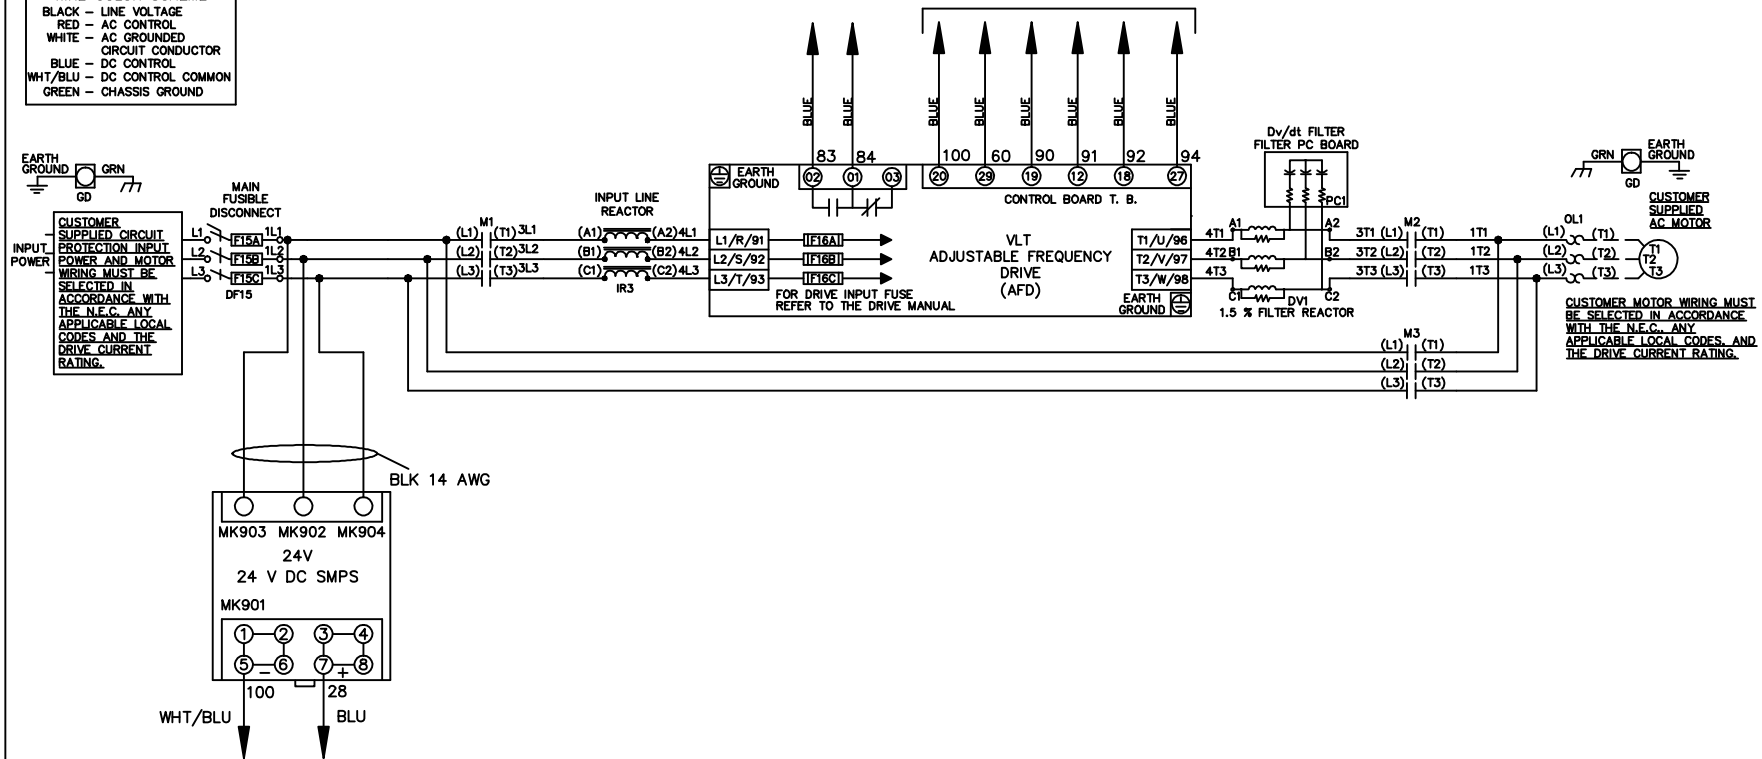 BLACK – LINE VOLTAGE
RED – AC CONTROL
WHITE – AC GROUNDED
CIRCUIT CONDUCTOR
BLUE – DC CONTROL
WHT/BLU – DC CONTROL COMMON
GREEN – CHASSIS GROUND
BLUE BLUE BLUE BLUE BLUE BLUE BLUE BLUE
83 84 100 60 90 91 92 94
02 01 03 20 29 19 12 18 27
EARTH
GROUND
GRN
GD
MAIN
FUSIBLE
DISCONNECT
INPUT
POWER
CUSTOMER
SUPPLIED CIRCUIT
PROTECTION INPUT
POWER AND MOTOR
WIRING MUST BE
SELECTED IN
ACCORDANCE WITH
THE N.E.C. ANY
APPLICABLE LOCAL
CODES AND THE
DRIVE CURRENT
RATING.
L1 F15A 1L1
L2 F15B 1L2
L3 F15C 1L3
DF15
M1
(L1) (T1) 3L1
(L2) (T2) 3L2
(L3) (T3) 3L3
INPUT LINE
REACTOR
(A1) (A2) 4L1
(B1) (B2) 4L2
(C1) (C2) 4L3
IR3
EARTH
GROUND
CONTROL BOARD T. B.
L1/R/91 F16A
L2/S/92 F16B
L3/T/93 F16C
FOR DRIVE INPUT FUSE
REFER TO THE DRIVE MANUAL
VLT
ADJUSTABLE FREQUENCY
DRIVE
(AFD)
T1/U/96
T2/V/97
T3/W/98
EARTH
GROUND
Dv/dt FILTER
FILTER PC BOARD
PC1
4T1 A1 A2
4T2 B1 B2
4T3 C1 C2
DV1
1.5 % FILTER REACTOR
M2
3T1 (L1) (T1) 1T1
3T2 (L2) (T2) 1T2
3T3 (L3) (T3) 1T3
M3
(L1) (T1)
(L2) (T2)
(L3) (T3)
OL1
(L1) (T1)
(L2) (T2)
(L3) (T3)
T1
T2
T3
GRN
EARTH
GROUND
GD
CUSTOMER
SUPPLIED
AC MOTOR
CUSTOMER MOTOR WIRING MUST
BE SELECTED IN ACCORDANCE
WITH THE N.E.C., ANY
APPLICABLE LOCAL CODES, AND
THE DRIVE CURRENT RATING.
BLK 14 AWG
MK903 MK902 MK904
24V
24 V DC SMPS
MK901
1 2 3 4
5 – 6 7 + 8
100 28
WHT/BLU BLU